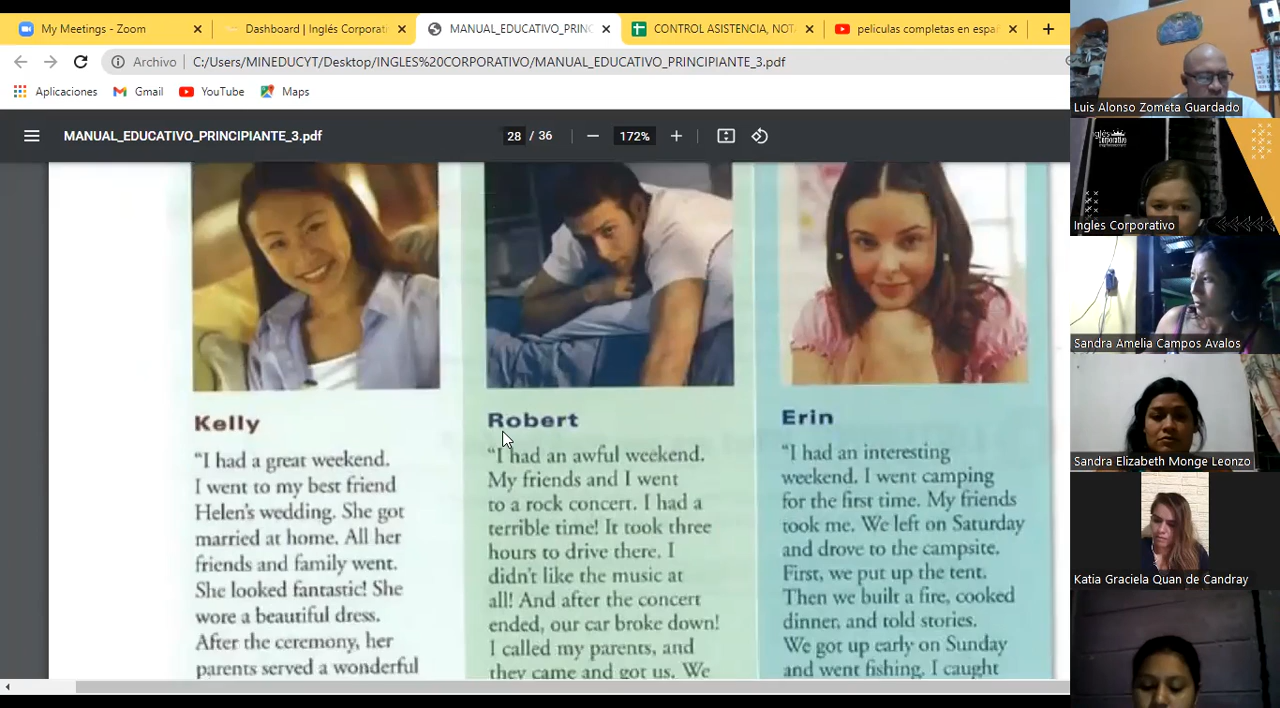 My Meetings - Zoom
Dashboard | Inglés Corporati
MANUAL_EDUCATIVO_PRINC
CONTROL ASISTENCIA, NOT
peliculas completas en espa
Archivo
C:/Users/MINEDUCYT/Desktop/INGLES%20CORPORATIVO/MANUAL_EDUCATIVO_PRINCIPIANTE_3.pdf
Aplicaciones
Gmail
YouTube
Maps
MANUAL_EDUCATIVO_PRINCIPIANTE_3.pdf
28 / 36
172%
Kelly
"I had a great weekend.
I went to my best friend
Helen's wedding. She got
married at home. All her
friends and family went.
She looked fantastic! She
wore a beautiful dress.
After the ceremony, her
parents served a wonderful
Robert
"I had an awful weekend.
My friends and I went
to a rock concert. I had a
terrible time! It took three
hours to drive there. I
didn't like the music at
all! And after the concert
ended, our car broke down!
I called my parents, and
they came and got us. We
Erin
"I had an interesting
weekend. I went camping
for the first time. My friends
took me. We left on Saturday
and drove to the campsite.
First, we put up the tent.
Then we built a fire, cooked
dinner, and told stories.
We got up early on Sunday
and went fishing. I caught
Luis Alonso Zometa Guardado
Inglés
Corporativo
Ingles Corporativo
Sandra Amelia Campos Avalos
Sandra Elizabeth Monge Leonzo
Katia Graciela Quan de Candray